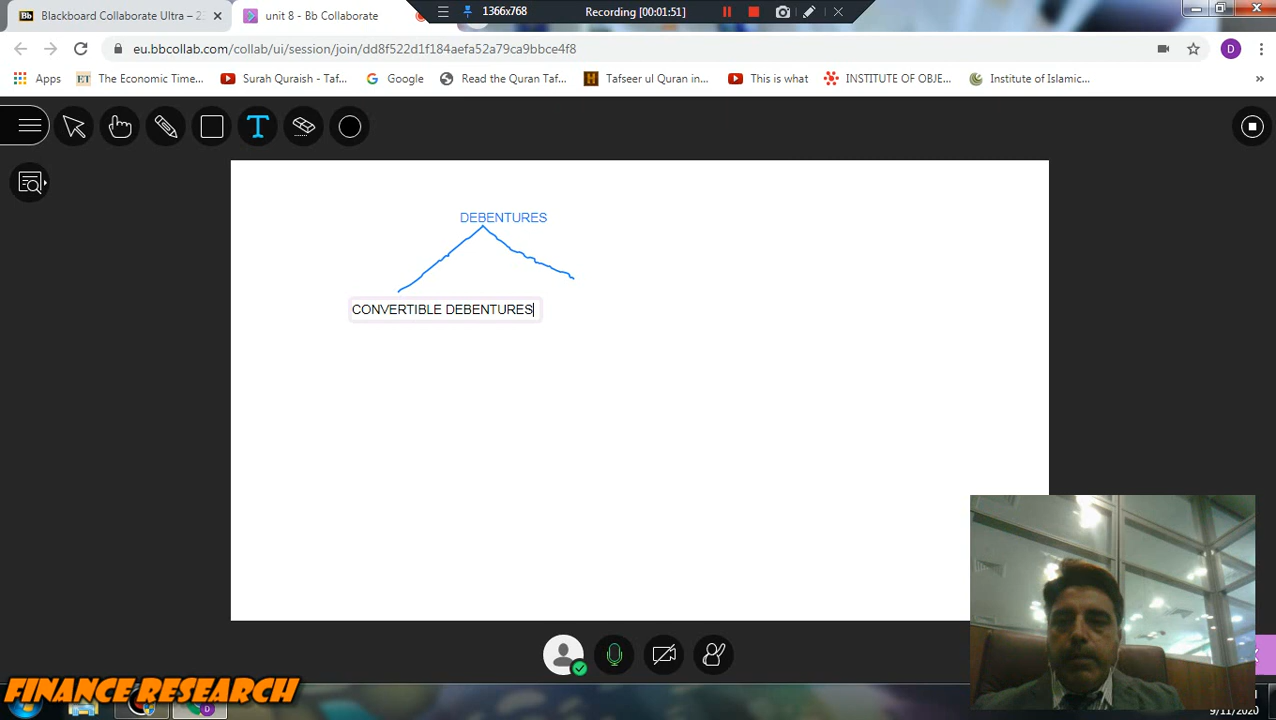 1366x768
Recording [00:01:51]
Bb
Blackboard Collaborate Ultra – 2
unit 8 - Bb Collaborate
eu.bbcollab.com/collab/ui/session/join/dd8f522d1f184aefa52a79ca9bbce4f8
D
Apps
ET
The Economic Time...
Surah Quraish - Taf...
Google
Read the Quran Taf...
Tafseer ul Quran in...
This is what
INSTITUTE OF OBJE...
Institute of Islamic...
»
T
DEBENTURES
CONVERTIBLE DEBENTURES
FINANCE RESEARCH
D
9/11/2020